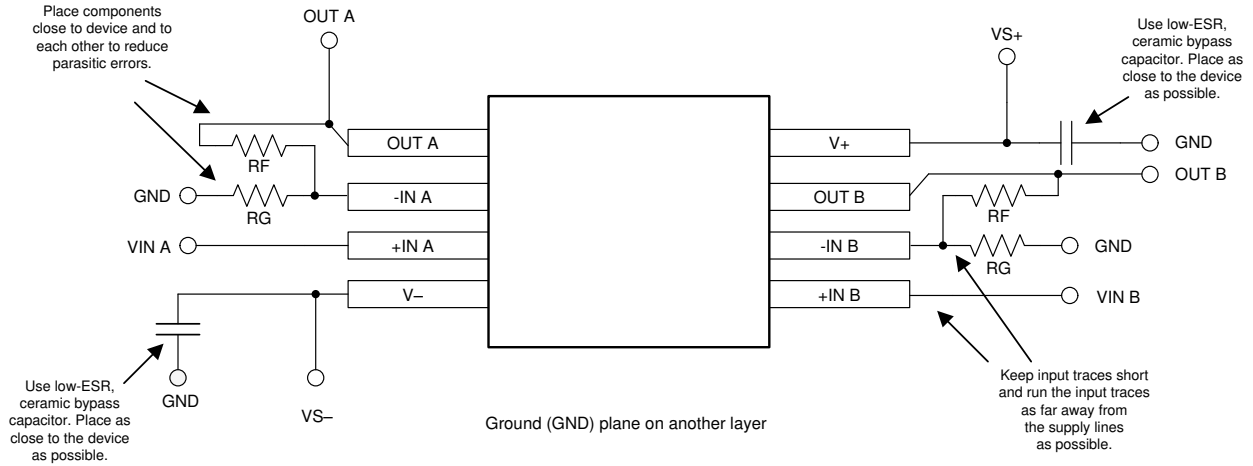 Place components
close to device and to
each other to reduce
parasitic errors.
OUT A
VS+
Use low-ESR,
ceramic bypass
capacitor. Place as
close to the device
as possible.
OUT A
V+
GND
RF
OUT B
OUT B
GND
-IN A
RF
RG
VIN A
+IN A
-IN B
GND
RG
V–
+IN B
VIN B
Use low-ESR,
ceramic bypass
capacitor. Place as
close to the device
as possible.
GND
VS–
Ground (GND) plane on another layer
Keep input traces short
and run the input traces
as far away from
the supply lines
as possible.